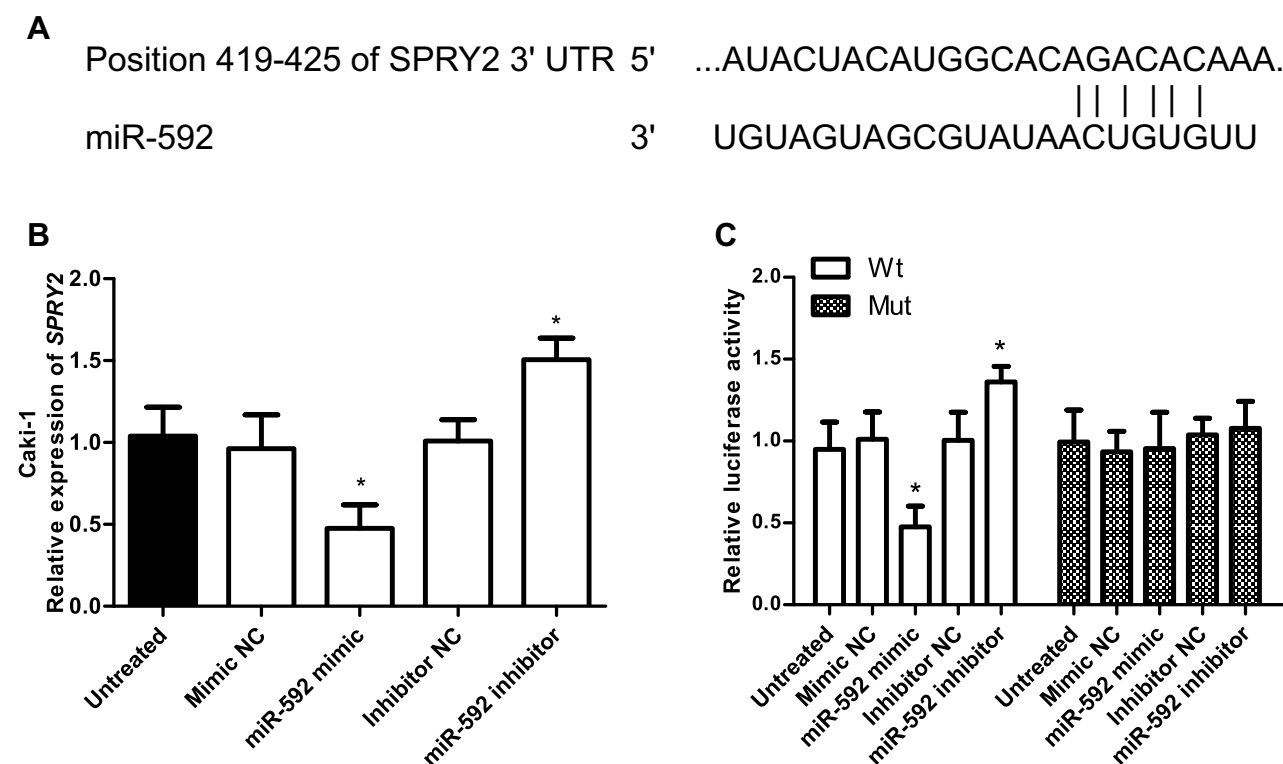 A
Position 419-425 of SPRY2 3' UTR 5' ...AUACUACAUGGCACAGACACAAA.
miR-592 3' UGUAGUAGCGUAUAACUGUGUU
B
Caki-1
Relative expression of SPRY2
2.0
1.5
1.0
0.5
0.0
*
*
Untreated
Mimic NC
miR-592 mimic
Inhibitor NC
miR-592 inhibitor
C
Wt
Mut
Relative luciferase activity
2.0
1.5
1.0
0.5
0.0
*
*
Untreated
Mimic NC
miR-592 mimic
Inhibitor NC
miR-592 inhibitor
Untreated
Mimic NC
miR-592 mimic
Inhibitor NC
miR-592 inhibitor